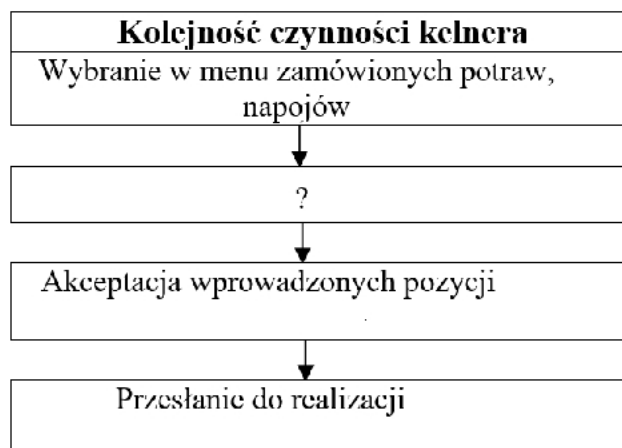 Kolejność czynności kelnera
Wybranie w menu zamówionych potraw,
napojów
?
Akceptacja wprowadzonych pozycji
Przesłanie do realizacji